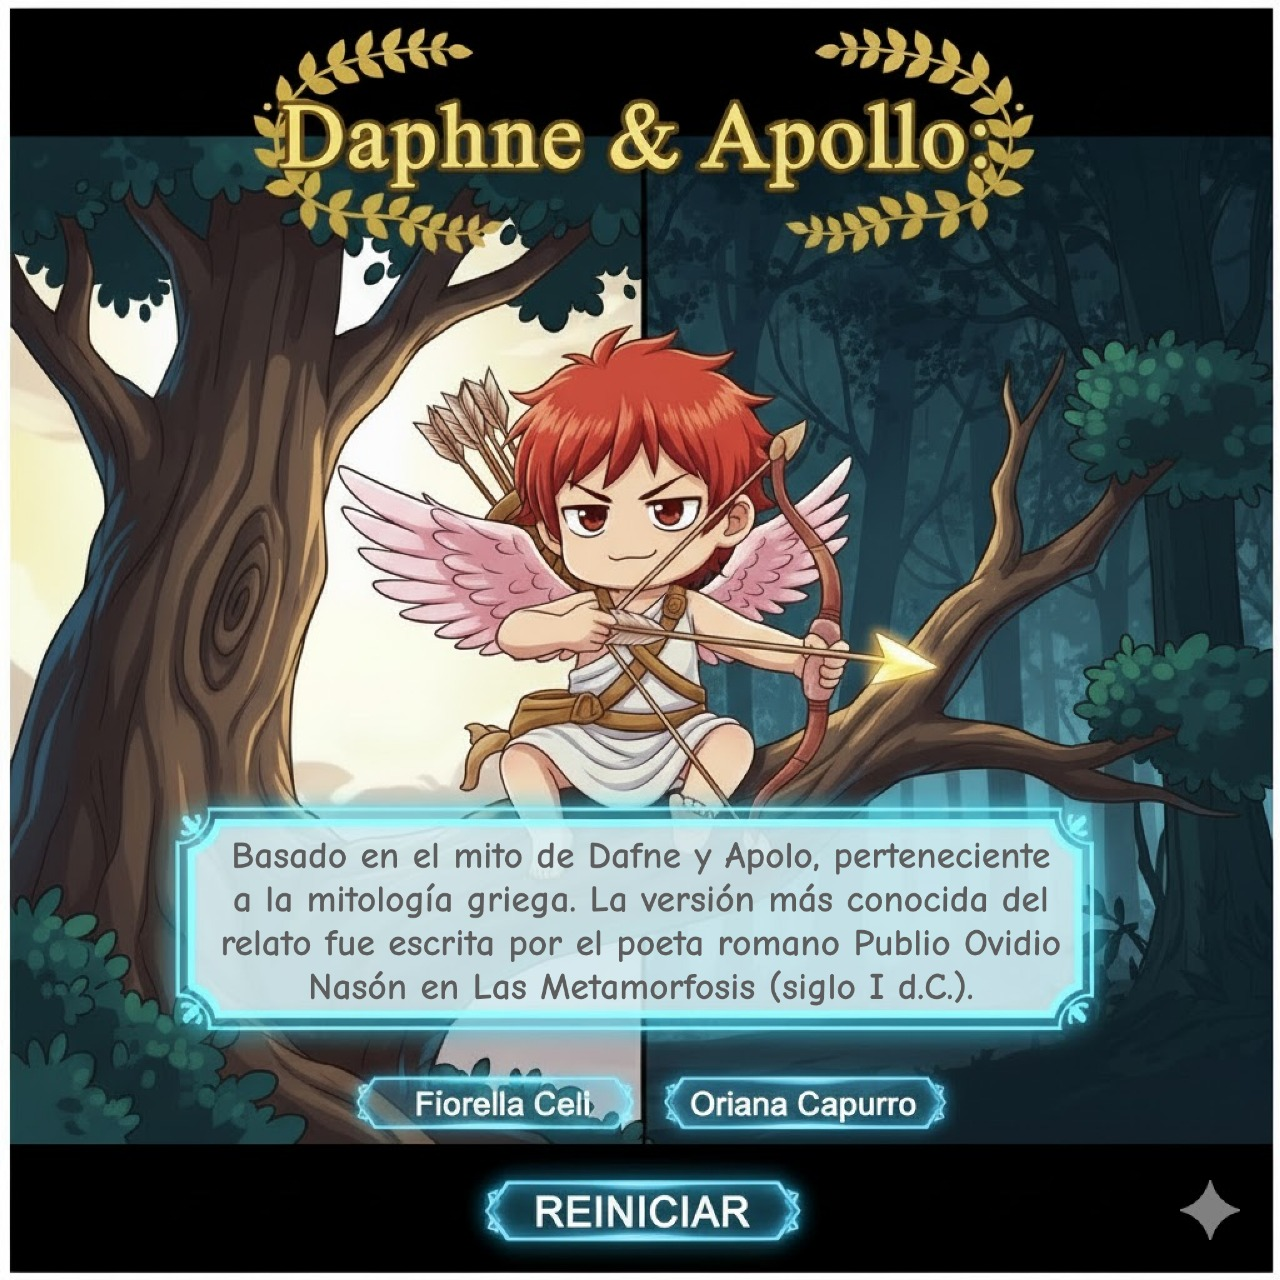 Daphne & Apollo:
Basado en el mito de Dafne y Apolo, perteneciente
a la mitología griega. La versión más conocida del
relato fue escrita por el poeta romano Publio Ovidio
Nasón en Las Metamorfosis (siglo I d.C.).
Fiorella Celi
Oriana Capurro
REINICIAR